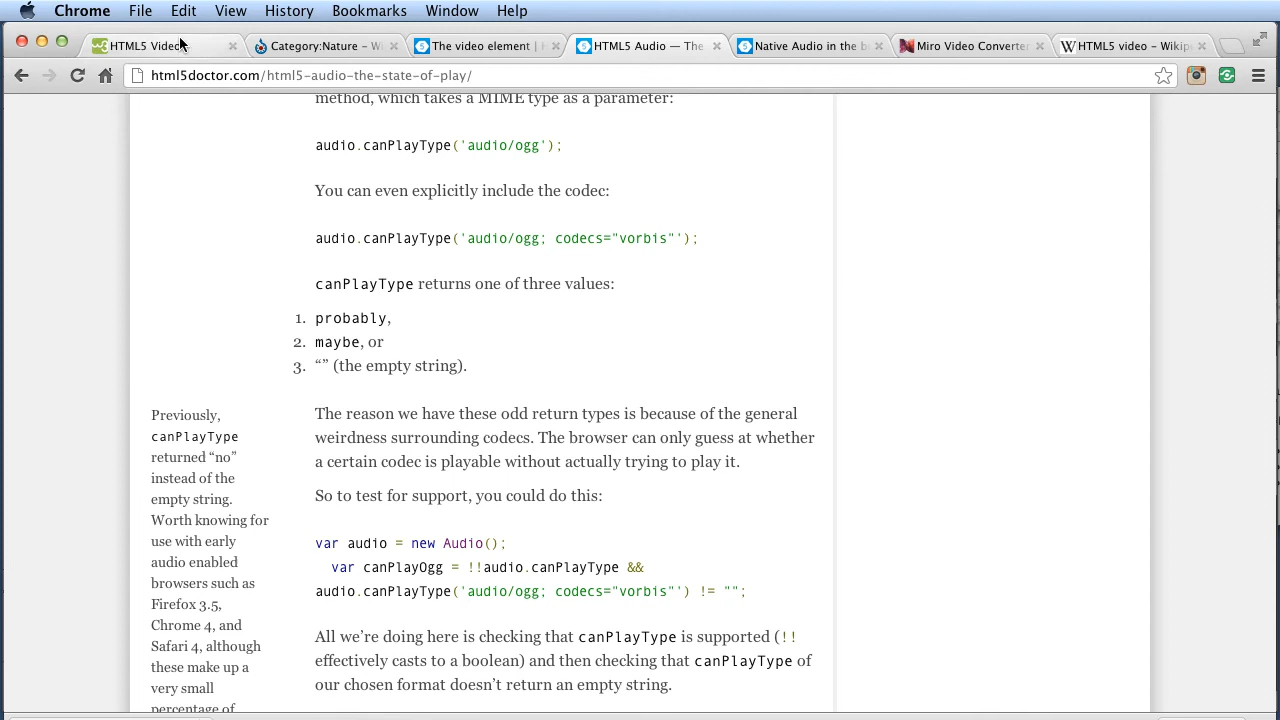 Chrome File Edit View History Bookmarks Window Help
HTML5 Video Category:Nature – W The video element | H HTML5 Audio — The Native Audio in the b Miro Video Converte HTML5 video – Wikip
html5doctor.com/html5-audio-the-state-of-play/
method, which takes a MIME type as a parameter:
audio.canPlayType('audio/ogg');
You can even explicitly include the codec:
audio.canPlayType('audio/ogg; codecs="vorbis"');
canPlayType returns one of three values:
1. probably,
2. maybe, or
3. “” (the empty string).
The reason we have these odd return types is because of the general
weirdness surrounding codecs. The browser can only guess at whether
a certain codec is playable without actually trying to play it.
So to test for support, you could do this:
var audio = new Audio();
var canPlayOgg = !!audio.canPlayType &&
audio.canPlayType('audio/ogg; codecs="vorbis"') != "";
All we’re doing here is checking that canPlayType is supported (!!
effectively casts to a boolean) and then checking that canPlayType of
our chosen format doesn’t return an empty string.
Previously,
canPlayType
returned “no”
instead of the
empty string.
Worth knowing for
use with early
audio enabled
browsers such as
Firefox 3.5,
Chrome 4, and
Safari 4, although
these make up a
very small
percentage of